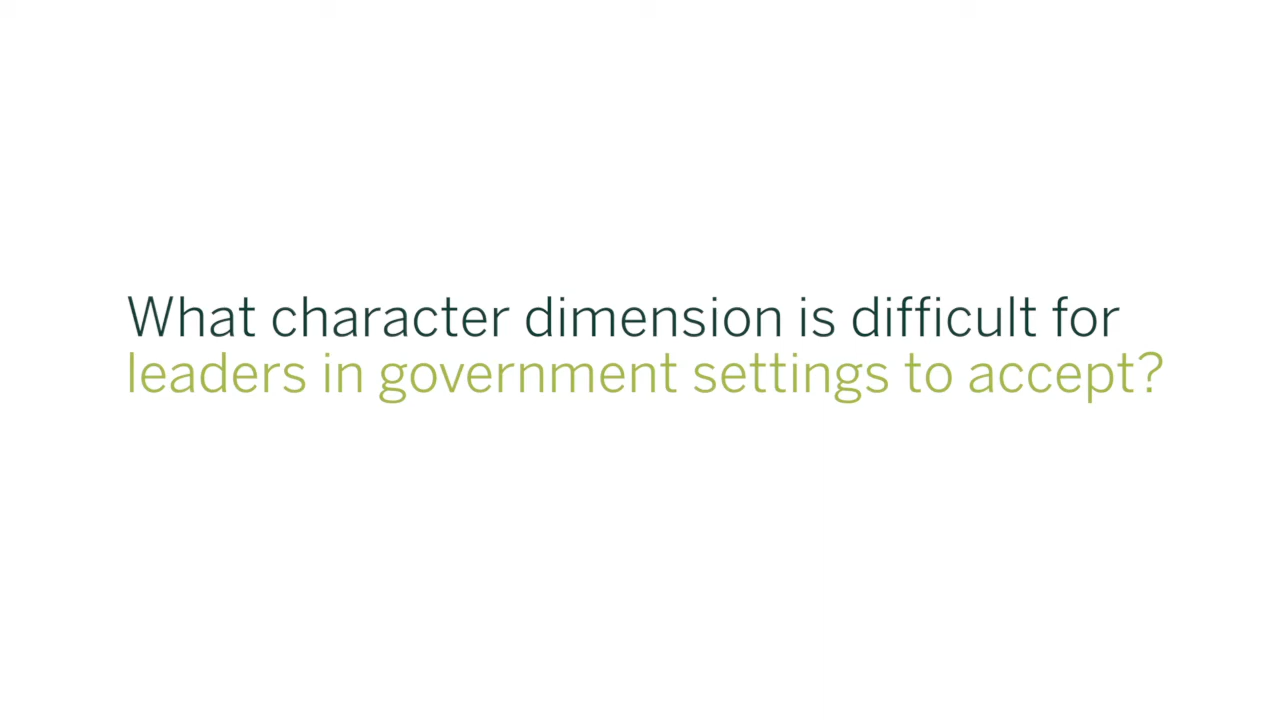 What character dimension is difficult for
leaders in government settings to accept?